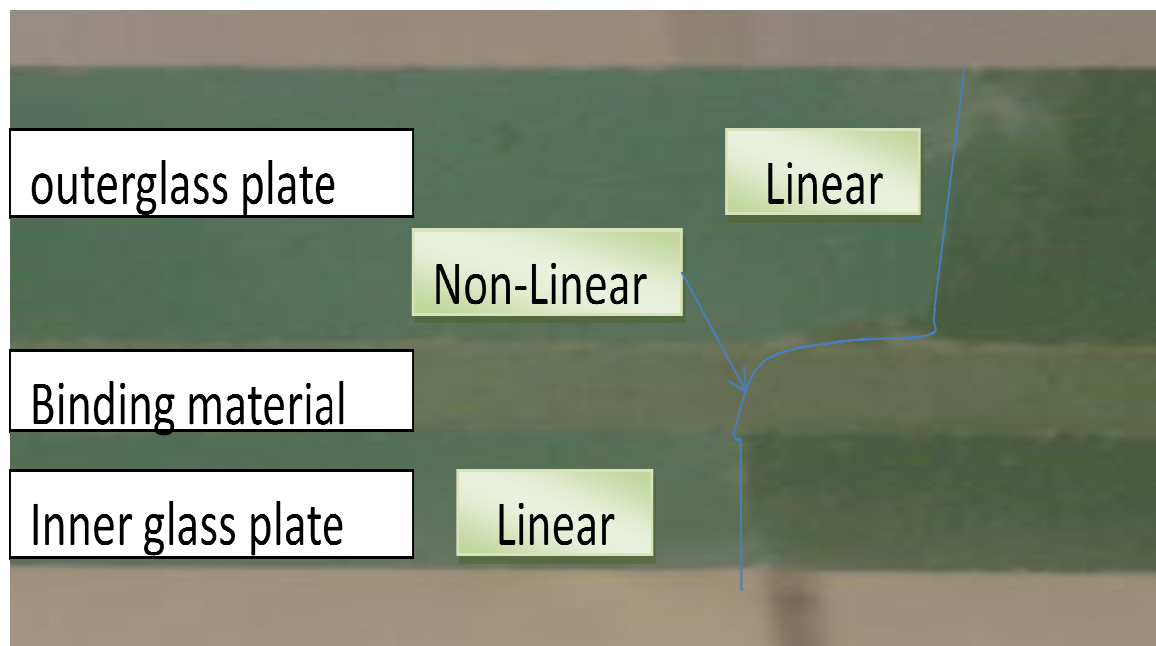 outerglass plate
Linear
Non-Linear
Binding material
Inner glass plate
Linear